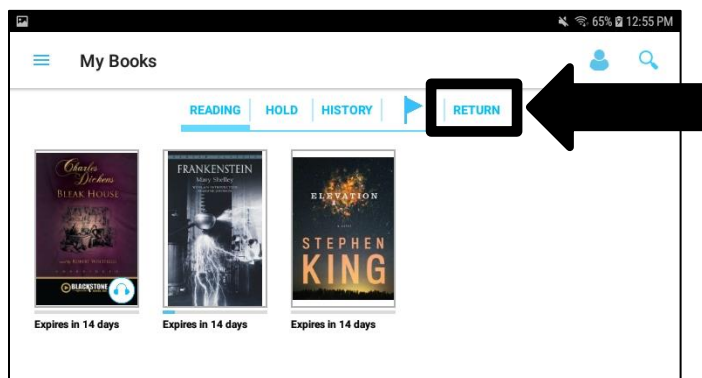 65% 12:55 PM
My Books
READING HOLD HISTORY RETURN
Charles
Dickens
BLEAK HOUSE
BLACKSTONE
FRANKENSTEIN
Mary Shelley
ELEVATION
STEPHEN
KING
Expires in 14 days
Expires in 14 days
Expires in 14 days